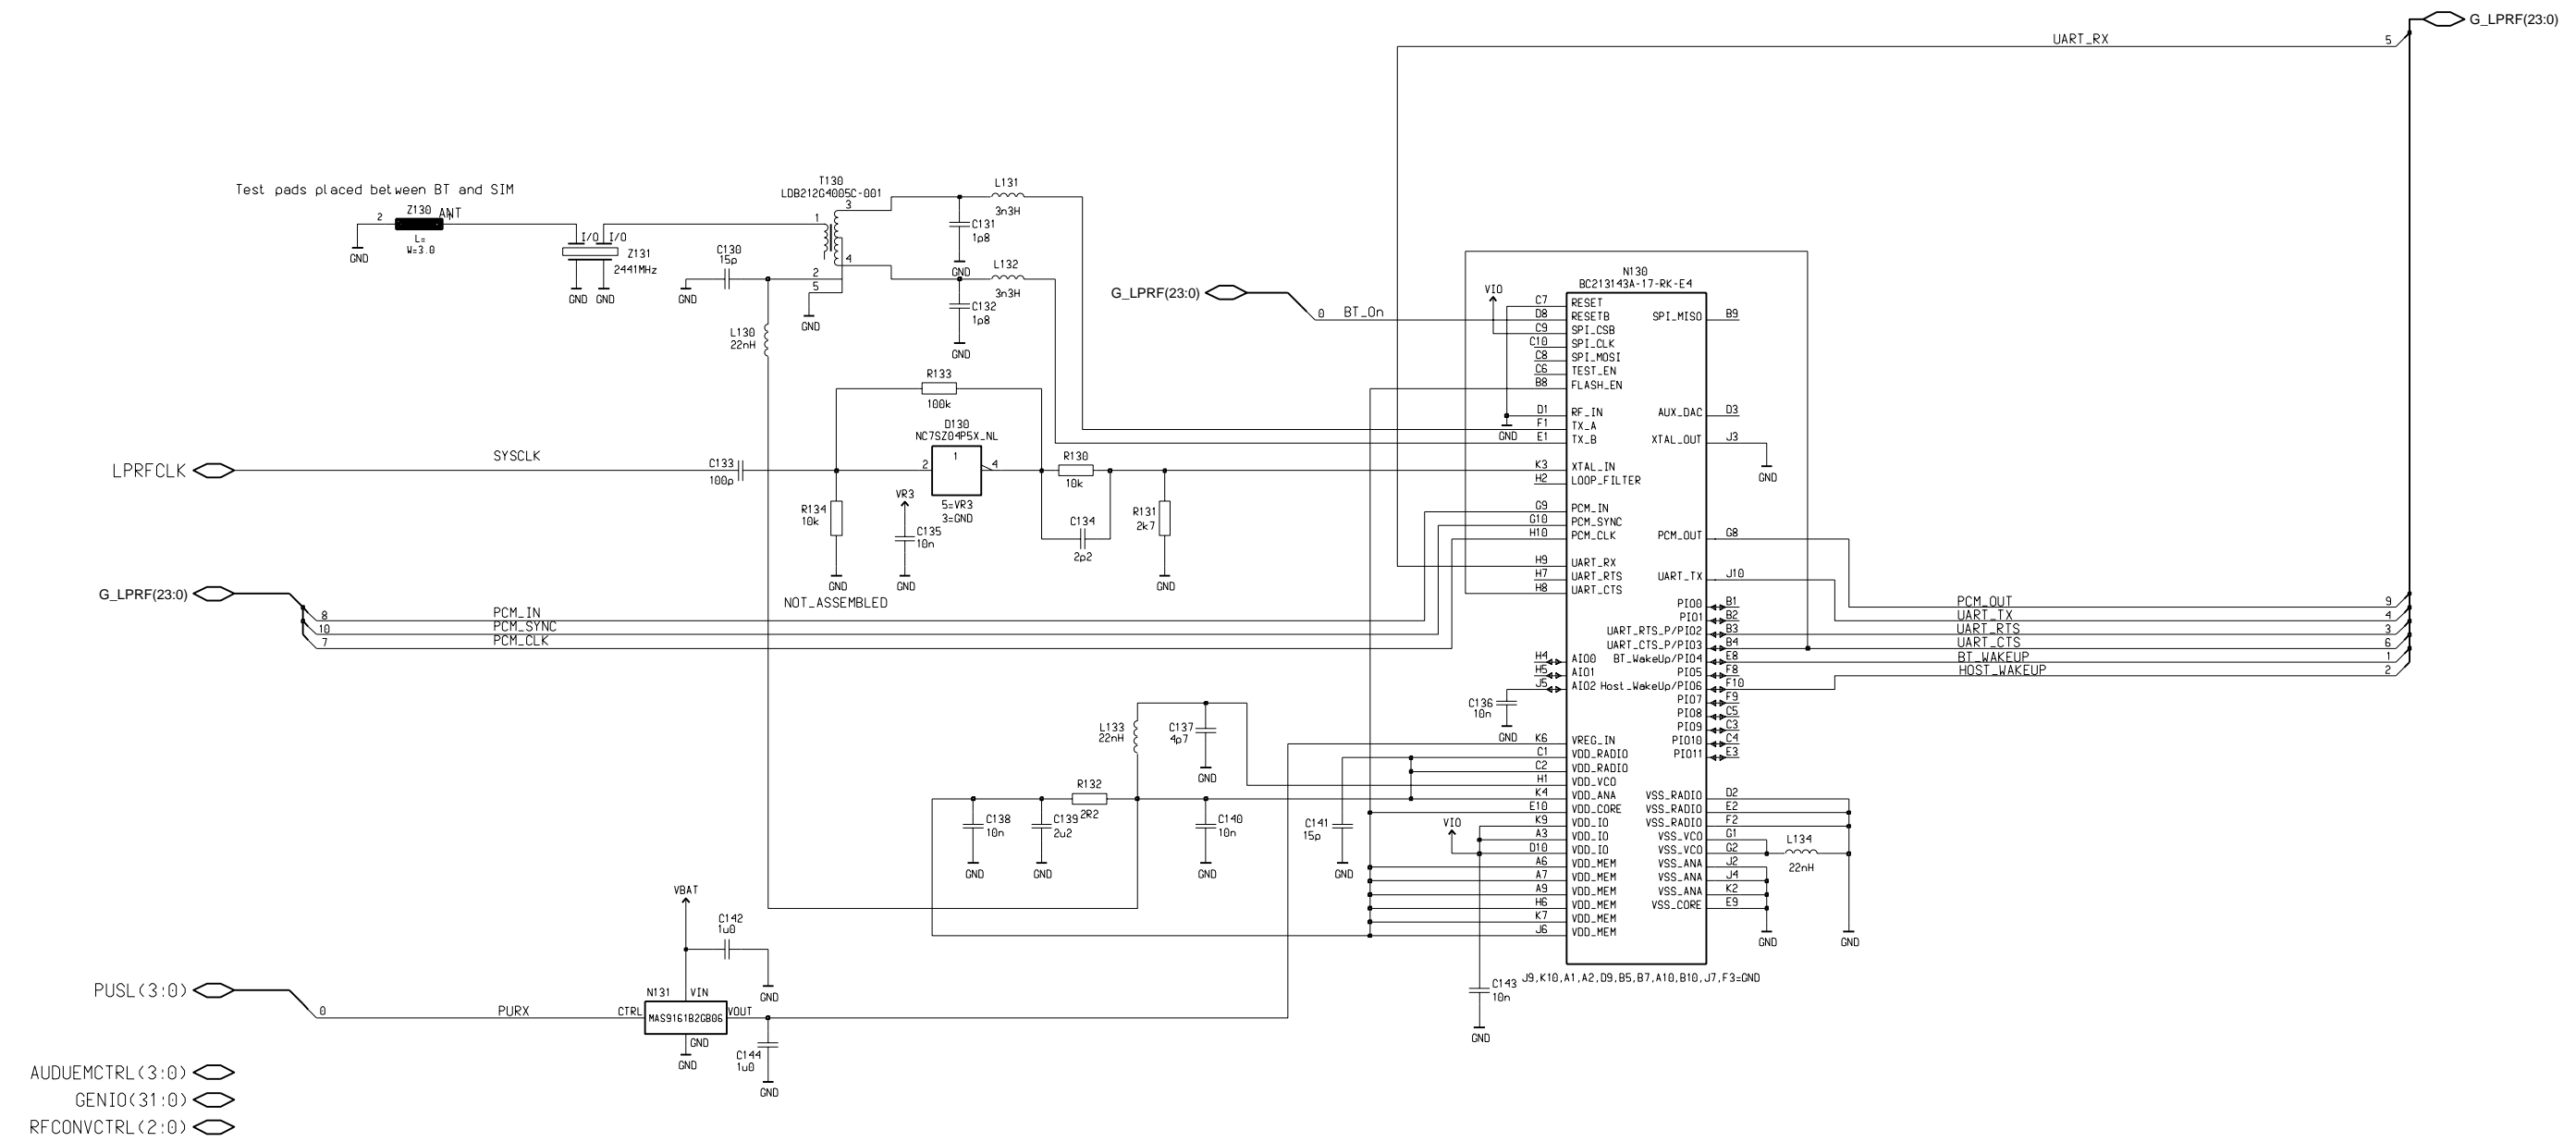 G_LPRF(23:0)
UART_RX
5
Test pads placed between BT and SIM
Z130
ANT
2
1
L=
W=3.0
GND
I/O
I/O
Z131
2441MHz
GND
GND
T130
LDB212G4005C-001
1
3
4
2
5
C130
15p
GND
GND
L130
22nH
L131
3n3H
C131
1p8
GND
L132
3n3H
C132
1p8
GND
G_LPRF(23:0)
0
BT_On
R133
100k
D130
NC7SZ04P5X_NL
1
2
4
5=VR3
3=GND
LPRFCLK
SYSCLK
C133
100p
R134
10k
GND
NOT_ASSEMBLED
VR3
C135
10n
GND
R130
10k
C134
2p2
R131
2k7
GND
G_LPRF(23:0)
8
PCM_IN
10
PCM_SYNC
7
PCM_CLK
N130
BC213143A-17-RK-E4
VIO
C7 RESET
D8 RESETB
C9 SPI_CSB
C10 SPI_CLK
C8 SPI_MOSI
C6 TEST_EN
B8 FLASH_EN
D1 RF_IN
F1 TX_A
GND
E1 TX_B
K3 XTAL_IN
H2 LOOP_FILTER
G9 PCM_IN
G10 PCM_SYNC
H10 PCM_CLK
H9 UART_RX
H7 UART_RTS
H8 UART_CTS
H4 AIO0
H5 AIO1
J5 AIO2
C136
10n
GND
K6 VREG_IN
C1 VDD_RADIO
C2 VDD_RADIO
H1 VDD_VCO
K4 VDD_ANA
E10 VDD_CORE
K9 VDD_IO
A3 VDD_IO
D10 VDD_IO
A6 VDD_MEM
A7 VDD_MEM
A9 VDD_MEM
H6 VDD_MEM
K7 VDD_MEM
J6 VDD_MEM
SPI_MISO B9
AUX_DAC D3
XTAL_OUT J3
GND
PCM_OUT G8
UART_TX J10
PIO0 B1
PIO1 B2
UART_RTS_P/PIO2 B3
UART_CTS_P/PIO3 B4
BT_WakeUp/PIO4 E8
PIO5 F8
Host_WakeUp/PIO6 F10
PIO7 F9
PIO8 C5
PIO9 C3
PIO10 C4
PIO11 E3
VSS_RADIO D2
VSS_RADIO E2
VSS_RADIO F2
VSS_VCO G1
VSS_VCO G2
VSS_ANA J2
VSS_ANA J4
VSS_ANA K2
VSS_CORE E9
L134
22nH
GND
GND
J9,K10,A1,A2,D9,B5,B7,A10,B10,J7,F3=GND
PCM_OUT 9
UART_TX 4
UART_RTS 3
UART_CTS 6
BT_WAKEUP 1
HOST_WAKEUP 2
L133
22nH
C137
4p7
GND
R132
2R2
C138
10n
GND
C139
2u2
GND
C140
10n
GND
C141
15p
GND
VIO
C143
10n
GND
VBAT
C142
1u0
GND
PUSL(3:0)
0
PURX
N131
VIN
CTRL
MAS9161B2GB06
VOUT
GND
GND
C144
1u0
GND
AUDUEMCTRL(3:0)
GENIO(31:0)
RFCONVCTRL(2:0)